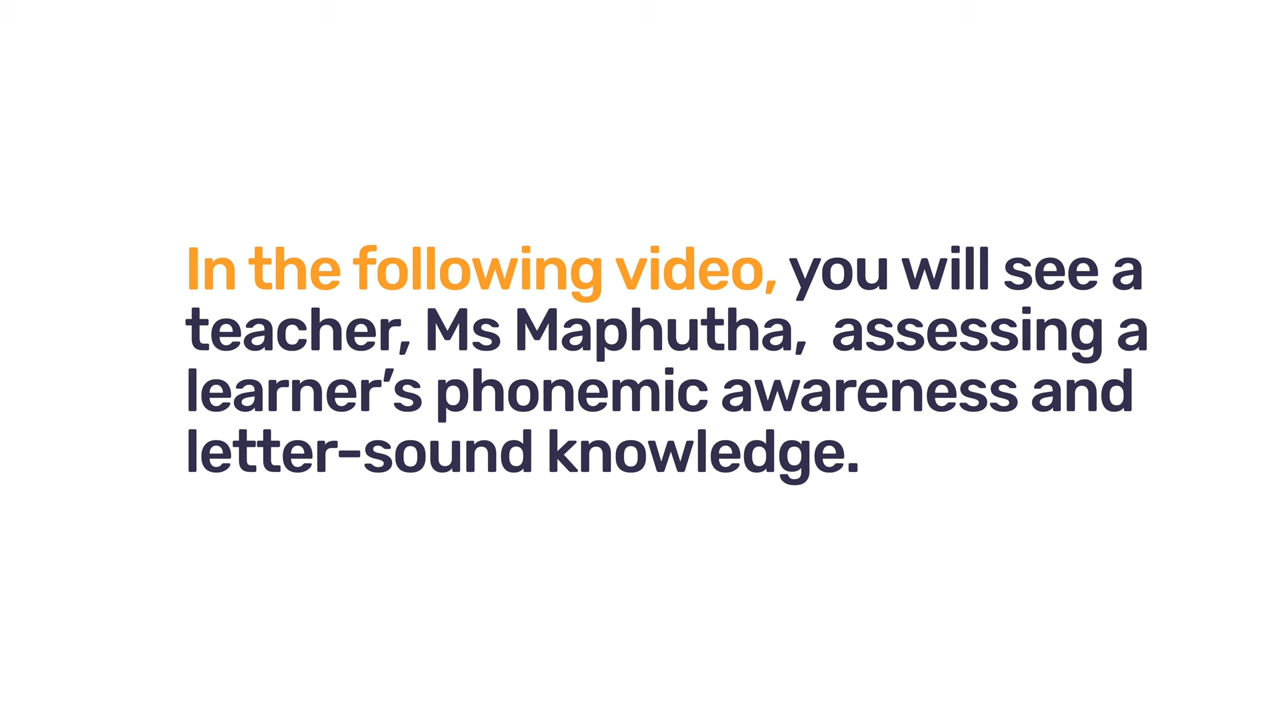 In the following video, you will see a
teacher, Ms Maphutha,  assessing a
learner’s phonemic awareness and
letter-sound knowledge.